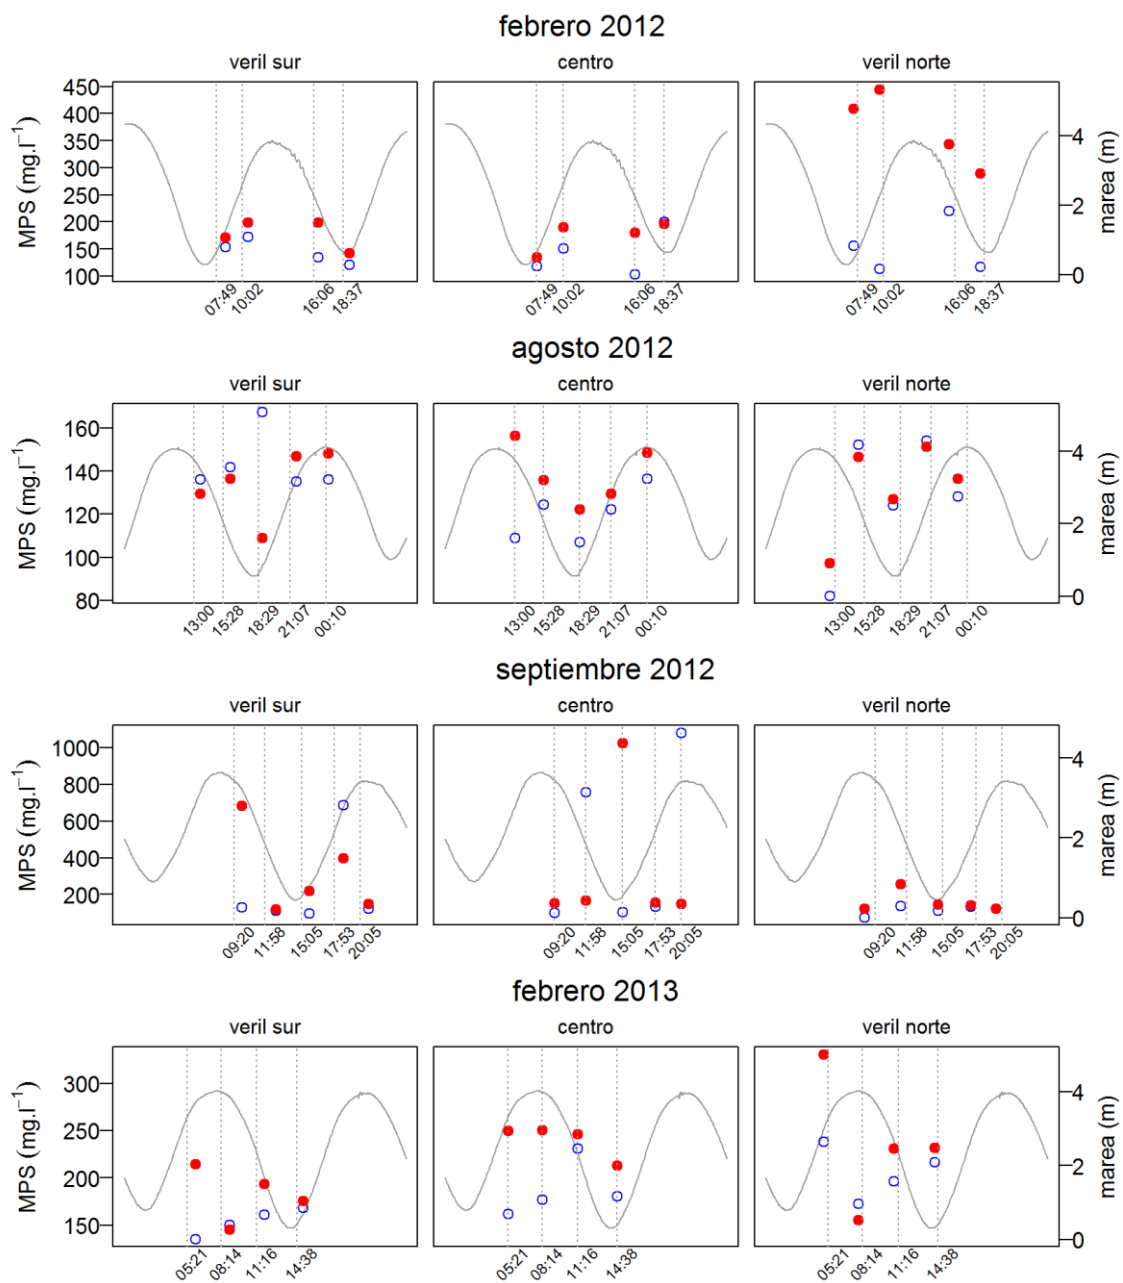 febrero 2012
veril sur centro veril norte
MPS (mg.l⁻¹)
450
400
350
300
250
200
150
100
4
2
0
marea (m)
07:49 10:02 16:06 18:37 07:49 10:02 16:06 18:37 07:49 10:02 16:06 18:37
agosto 2012
veril sur centro veril norte
MPS (mg.l⁻¹)
160
140
120
100
80
4
2
0
marea (m)
13:00 15:28 18:29 21:07 00:10 13:00 15:28 18:29 21:07 00:10 13:00 15:28 18:29 21:07 00:10
septiembre 2012
veril sur centro veril norte
MPS (mg.l⁻¹)
1000
800
600
400
200
4
2
0
marea (m)
09:20 11:58 15:05 17:53 20:05 09:20 11:58 15:05 17:53 20:05 09:20 11:58 15:05 17:53 20:05
febrero 2013
veril sur centro veril norte
MPS (mg.l⁻¹)
300
250
200
150
4
2
0
marea (m)
05:21 08:14 11:16 14:38 05:21 08:14 11:16 14:38 05:21 08:14 11:16 14:38